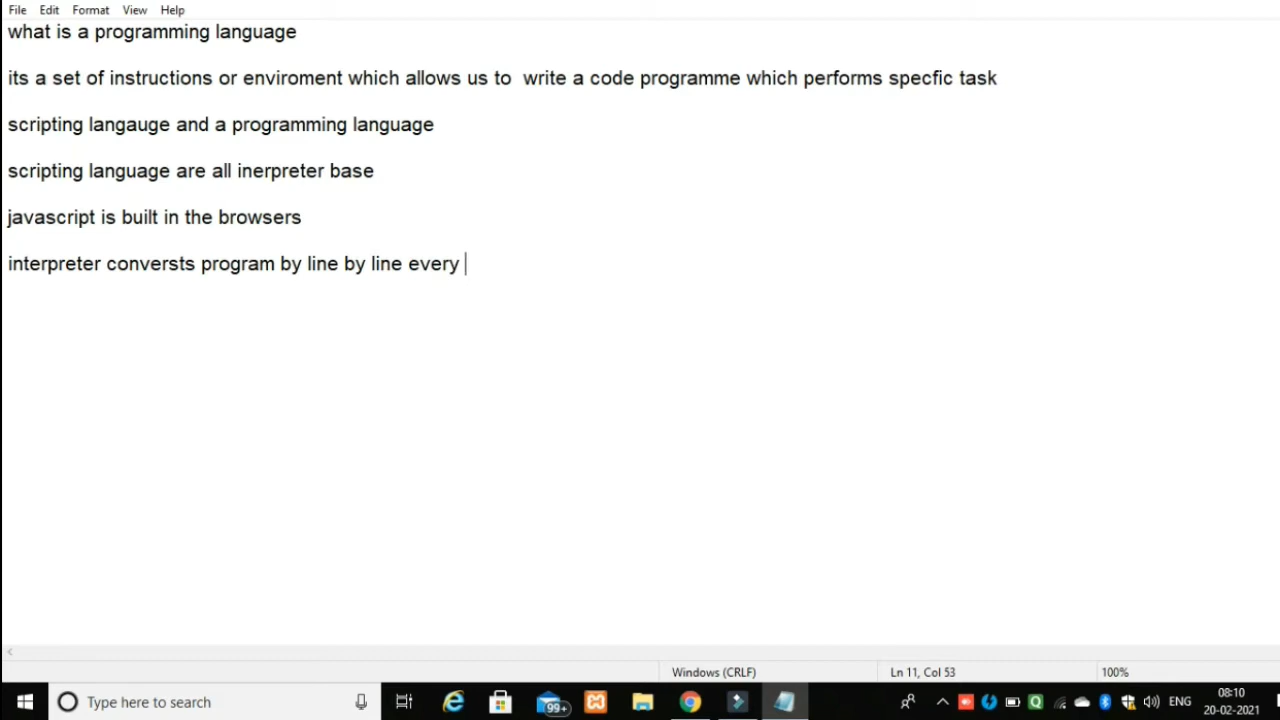 File Edit Format View Help
what is a programming language
its a set of instructions or enviroment which allows us to  write a code programme which performs specfic task
scripting langauge and a programming language
scripting language are all inerpreter base
javascript is built in the browsers
interpreter conversts program by line by line every
Windows (CRLF) Ln 11, Col 53 100%
Type here to search 99+ ENG 08:10
20-02-2021